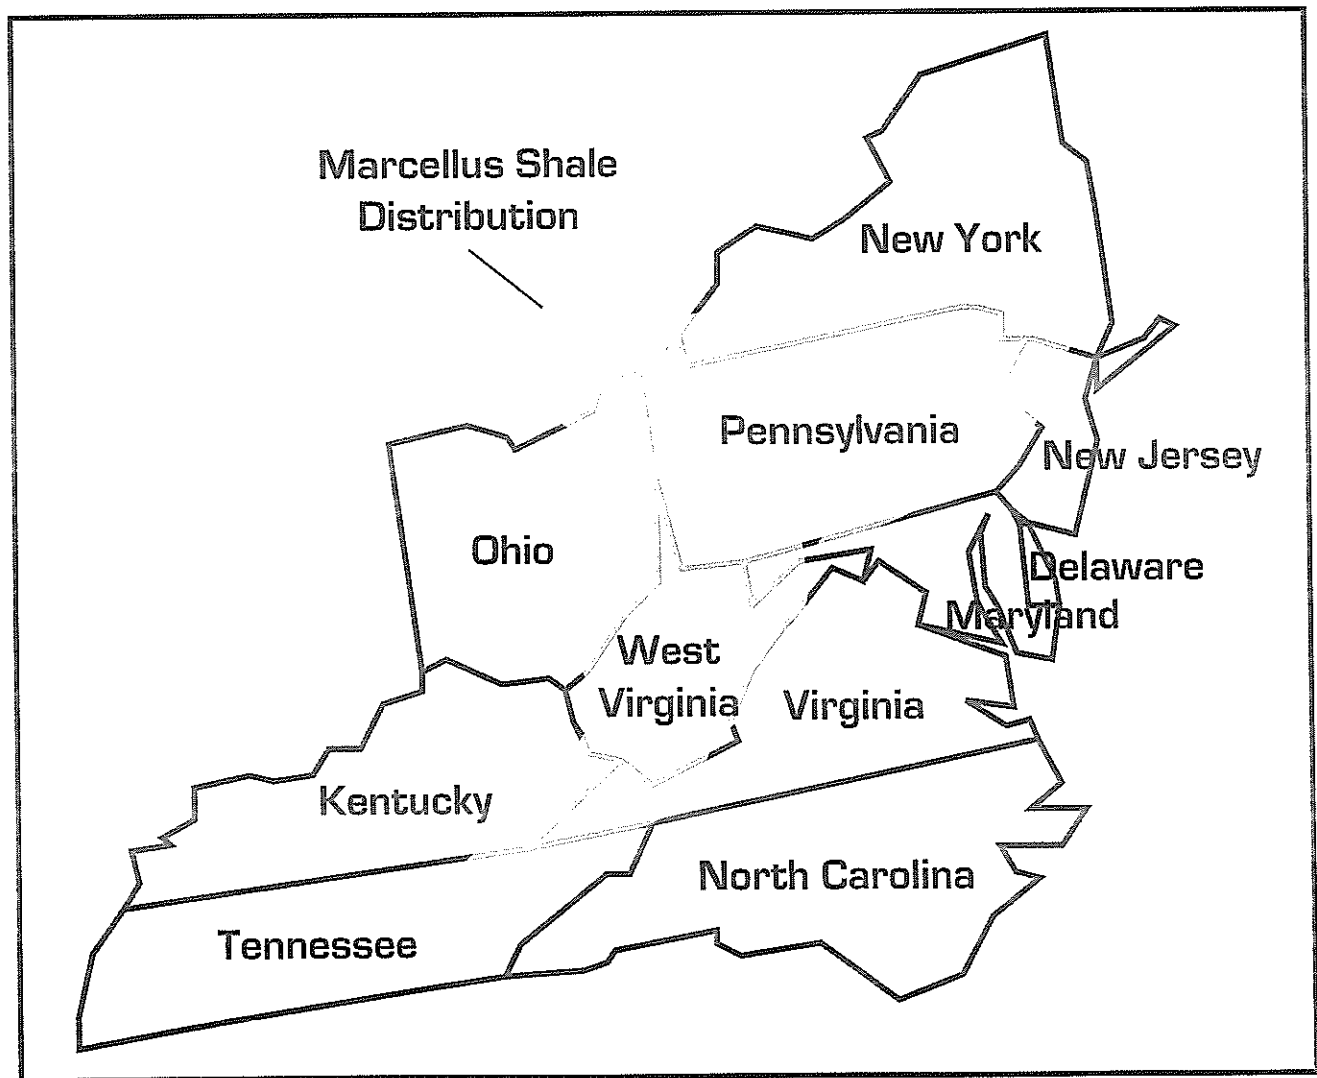 Marcellus Shale
Distribution
New York
Pennsylvania
New Jersey
Ohio
Delaware
Maryland
West
Virginia
Virginia
Kentucky
North Carolina
Tennessee